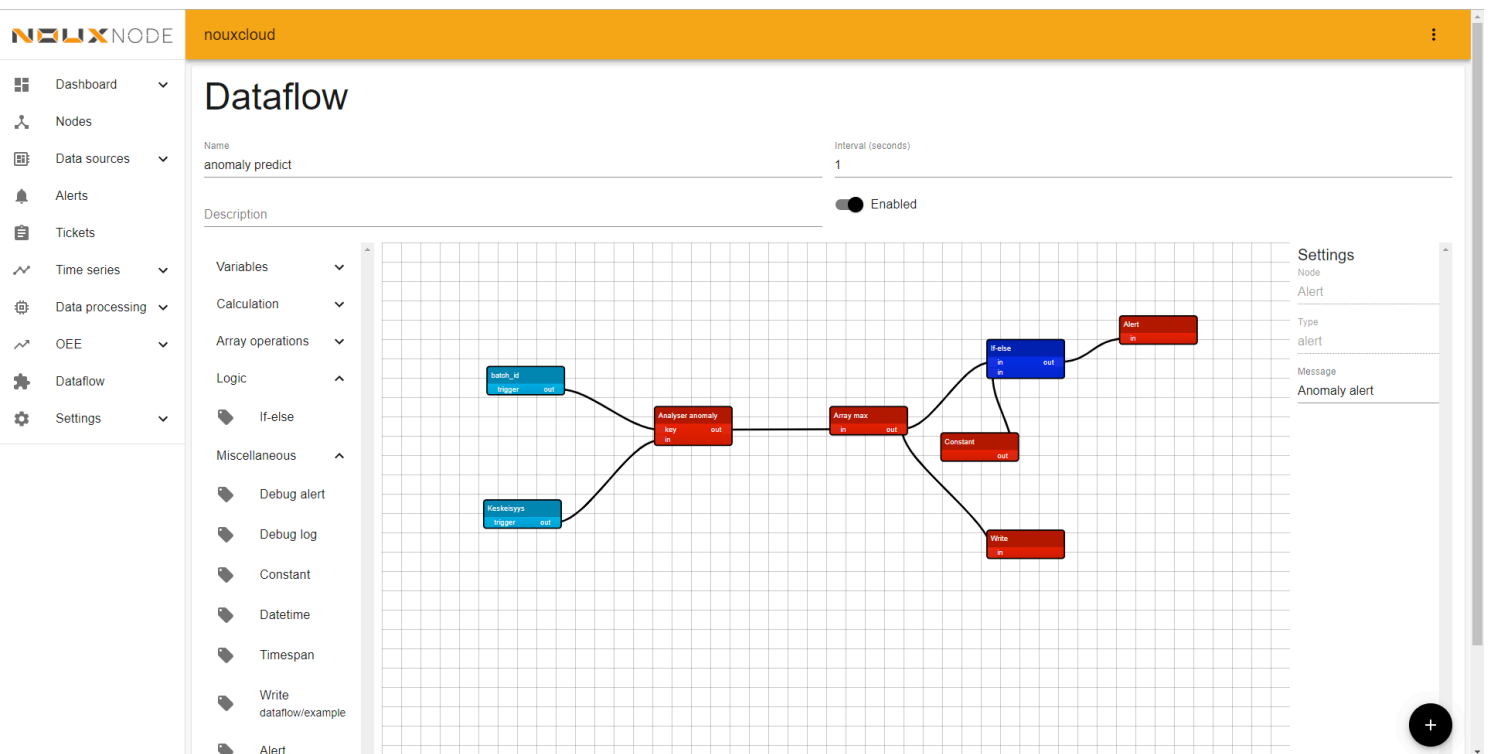 NOUXNODE
nouxcloud
Dashboard
Nodes
Data sources
Alerts
Tickets
Time series
Data processing
OEE
Dataflow
Settings
Dataflow
Name
anomaly predict
Interval (seconds)
1
Description
Enabled
Variables
Calculation
Array operations
Logic
If-else
Miscellaneous
Debug alert
Debug log
Constant
Datetime
Timespan
Write
dataflow/example
Alert
batch_id
trigger out
Keskeisyys
trigger out
Analyser anomaly
key out
in
Array max
in out
If-else
in out
in
Constant
out
Alert
in
Write
in
Settings
Node
Alert
Type
alert
Message
Anomaly alert